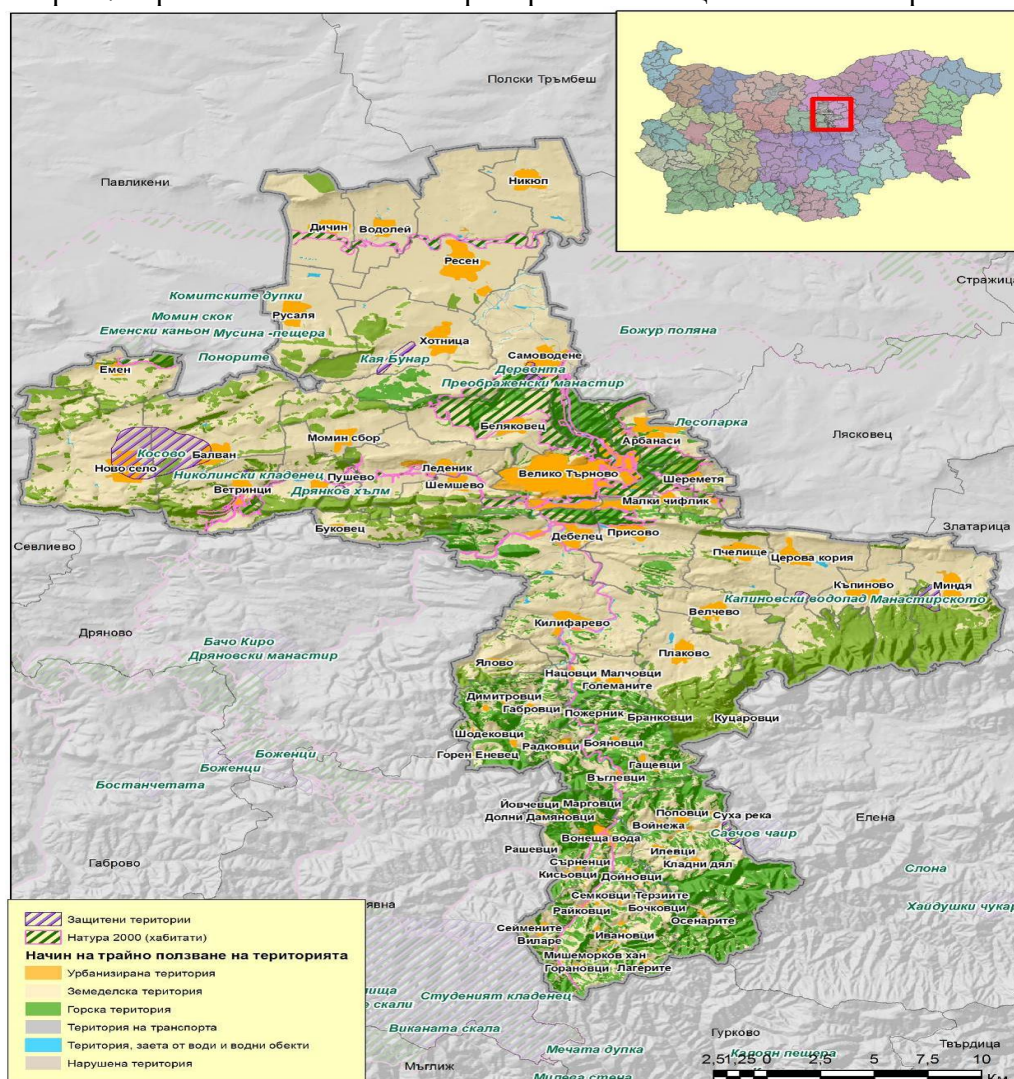 Полски Тръмбеш
Павликени
Никюп
Дичин
Водолей
Ресен
Стражица
Комитските дупки
Момин скок
Русаля
Еменски каньон
Мусина -пещера
Божур поляна
Хотница
Понорите
Кая Бунар
Самоводене
Емен
Дервента
Преображенски манастир
Беляковец
Лесопарка
Арбанаси
Лясковец
Момин сбор
Косово
Балван
Ново село
Леденик
Николински кладенец
Пушево
Велико Търново
Шереметя
Шемшево
Ветринци
Дрянков хълм
Малки чифлик
Буковец
Дебелец
Присово
Златарица
Севлиево
Пчелище
Церова кория
Къпиново
Миндя
Капиновски водопад
Манастирското
Велчево
Килифарево
Дряново
Бачо Киро
Дряновски манастир
Плаково
Ялово
Нацовци
Малчовци
Големаните
Димитровци
Габровци
Пожерник
Бранковци
Куцаровци
Шодековци
Радковци
Бояновци
Горен Еневец
Гащевци
Боженци
Боженци
Въглевци
Бостанчетата
Йовчевци
Марговци
Долни Дамяновци
Поповци
Суха река
Войнежа
Савчов чаир
Елена
Вонеща вода
Рашевци
Илевци
Сърненци
Кладни дял
Габрово
Кисьовци
Дойновци
Слона
Семковци
Терзиите
Райковци
Бочковци
Осенарите
Хайдушки чукар
Сеймените
Виларе
Ивановци
Мишеморков хан
Горановци
Лагерите
Студеният кладенец
Виканата скала
Гурково
Мечата дупка
Твърдица
Калоян пещера
Мъглиж
Милева стена
Защитени територии
Натура 2000 (хабитати)
Начин на трайно ползване на територията
Урбанизирана територия
Земеделска територия
Горска територия
Територия на транспорта
Територия, заета от води и водни обекти
Нарушена територия
2,5 1,25 0 2,5 5 7,5 10
Км